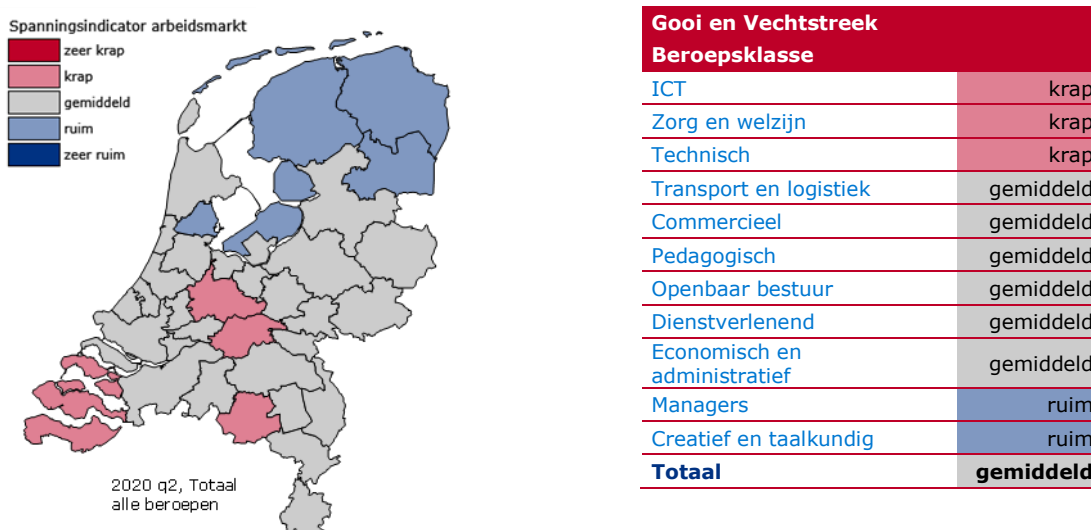 Spanningsindicator arbeidsmarkt
zeer krap
krap
gemiddeld
ruim
zeer ruim
2020 q2, Totaal
alle beroepen
Gooi en Vechtstreek
Beroepsklasse
ICT krap
Zorg en welzijn krap
Technisch krap
Transport en logistiek gemiddeld
Commercieel gemiddeld
Pedagogisch gemiddeld
Openbaar bestuur gemiddeld
Dienstverlenend gemiddeld
Economisch en
administratief gemiddeld
Managers ruim
Creatief en taalkundig ruim
Totaal gemiddeld